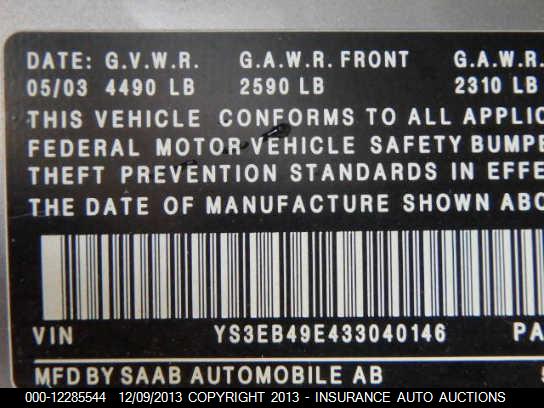 DATE: G.V.W.R. G.A.W.R. FRONT G.A.W.R.
05/03 4490 LB 2590 LB 2310 LB
THIS VEHICLE CONFORMS TO ALL APPLIC
FEDERAL MOTOR VEHICLE SAFETY BUMPE
THEFT PREVENTION STANDARDS IN EFFE
THE DATE OF MANUFACTURE SHOWN ABO
VIN YS3EB49E433040146 PA
MFD BY SAAB AUTOMOBILE AB
000-12285544 12/09/2013 COPYRIGHT 2013 - INSURANCE AUTO AUCTIONS